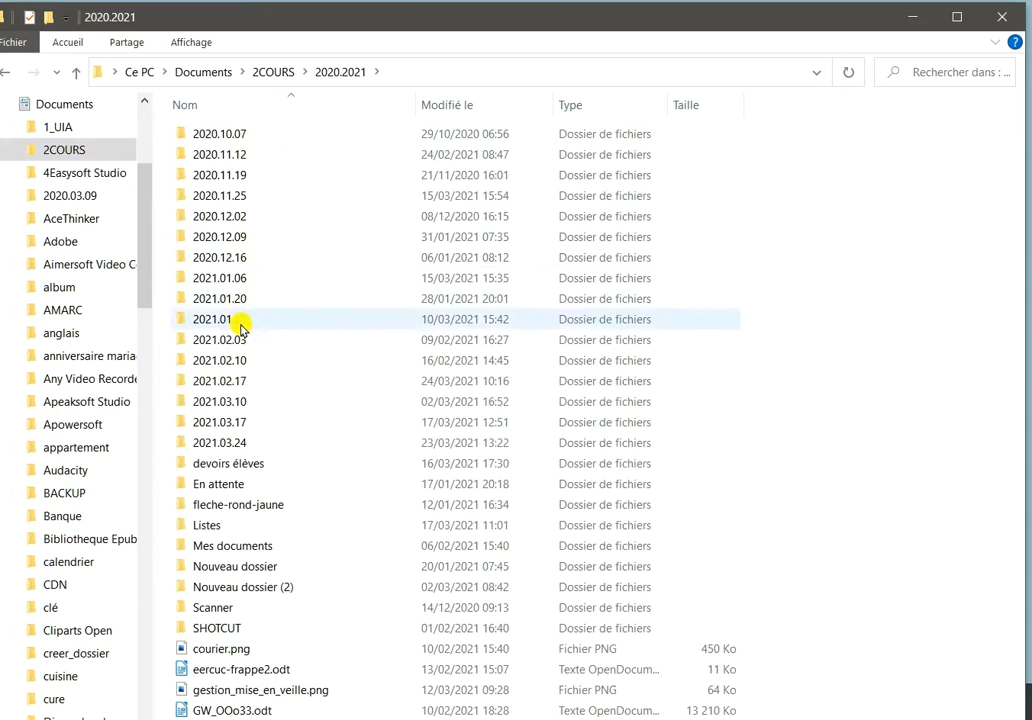 2020.2021
Fichier Accueil Partage Affichage
Ce PC > Documents > 2COURS > 2020.2021 > Rechercher dans : ...
Documents
1_UIA
2COURS
4Easysoft Studio
2020.03.09
AceThinker
Adobe
Aimersoft Video C
album
AMARC
anglais
anniversaire maria
Any Video Recorde
Apeaksoft Studio
Apowersoft
appartement
Audacity
BACKUP
Banque
Bibliotheque Epub
calendrier
CDN
clé
Cliparts Open
creer_dossier
cuisine
cure
Nom Modifié le Type Taille
2020.10.07 29/10/2020 06:56 Dossier de fichiers
2020.11.12 24/02/2021 08:47 Dossier de fichiers
2020.11.19 21/11/2020 16:01 Dossier de fichiers
2020.11.25 15/03/2021 15:54 Dossier de fichiers
2020.12.02 08/12/2020 16:15 Dossier de fichiers
2020.12.09 31/01/2021 07:35 Dossier de fichiers
2020.12.16 06/01/2021 08:12 Dossier de fichiers
2021.01.06 15/03/2021 15:35 Dossier de fichiers
2021.01.20 28/01/2021 20:01 Dossier de fichiers
2021.01 10/03/2021 15:42 Dossier de fichiers
2021.02.03 09/02/2021 16:27 Dossier de fichiers
2021.02.10 16/02/2021 14:45 Dossier de fichiers
2021.02.17 24/03/2021 10:16 Dossier de fichiers
2021.03.10 02/03/2021 16:52 Dossier de fichiers
2021.03.17 17/03/2021 12:51 Dossier de fichiers
2021.03.24 23/03/2021 13:22 Dossier de fichiers
devoirs élèves 16/03/2021 17:30 Dossier de fichiers
En attente 17/01/2021 20:18 Dossier de fichiers
fleche-rond-jaune 12/01/2021 16:34 Dossier de fichiers
Listes 17/03/2021 11:01 Dossier de fichiers
Mes documents 06/02/2021 15:40 Dossier de fichiers
Nouveau dossier 20/01/2021 07:45 Dossier de fichiers
Nouveau dossier (2) 02/03/2021 08:42 Dossier de fichiers
Scanner 14/12/2020 09:13 Dossier de fichiers
SHOTCUT 01/02/2021 16:40 Dossier de fichiers
courier.png 10/02/2021 15:40 Fichier PNG 450 Ko
eercuc-frappe2.odt 13/02/2021 15:07 Texte OpenDocum... 11 Ko
gestion_mise_en_veille.png 12/03/2021 09:28 Fichier PNG 64 Ko
GW_OOo33.odt 10/02/2021 18:28 Texte OpenDocum... 13 210 Ko